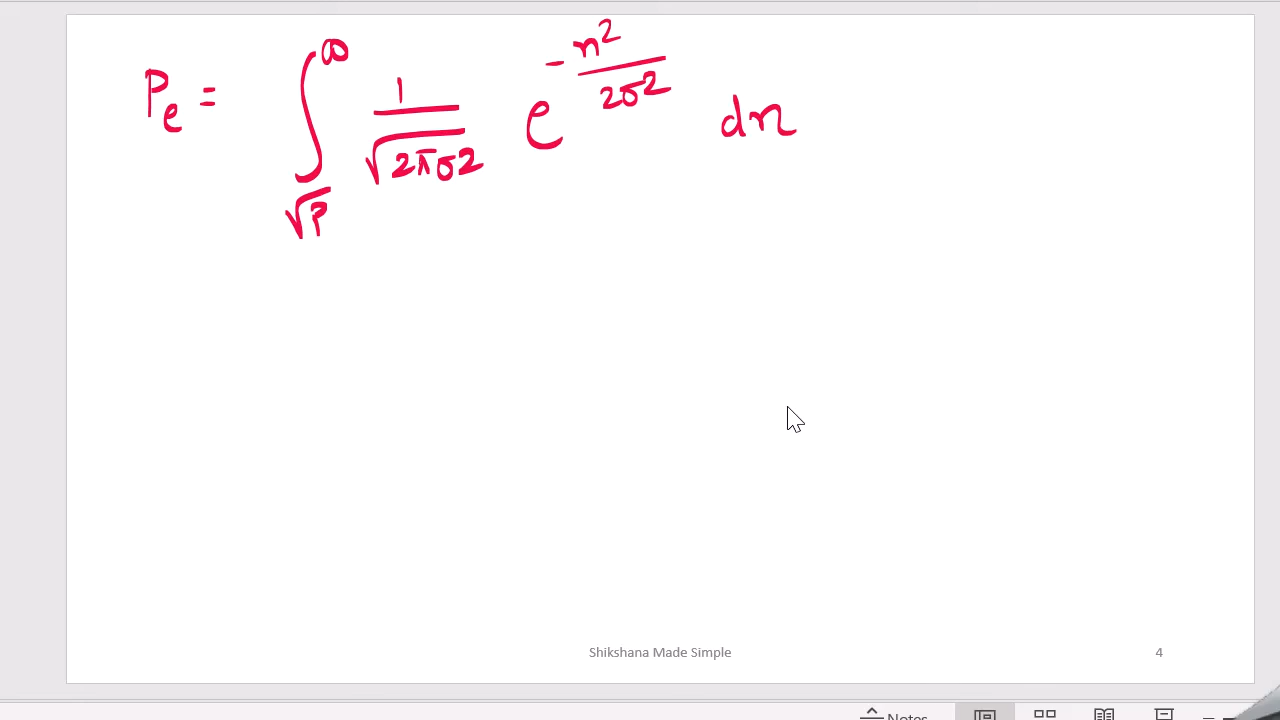 Pe = ∫_{√P}^{∞} 1/√(2πσ2) e^{-n²/2σ²} dn
Shikshana Made Simple 4
Notes